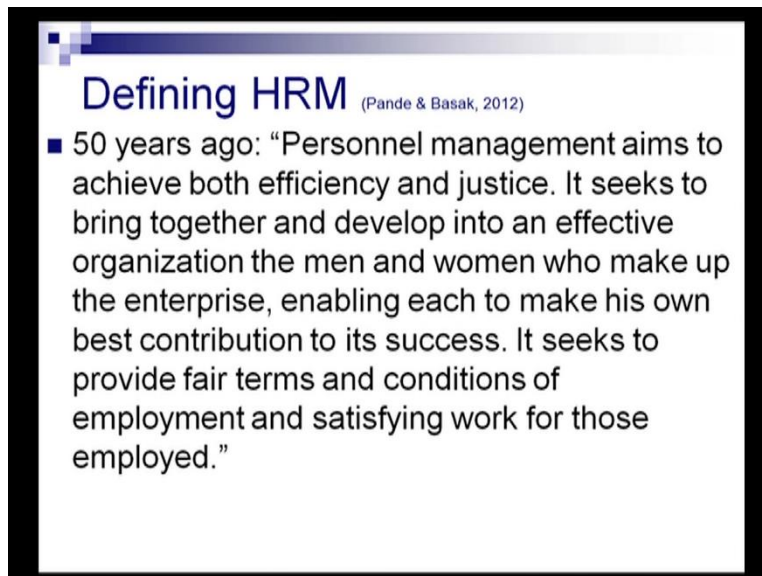 Defining HRM (Pande & Basak, 2012)
50 years ago: “Personnel management aims to
achieve both efficiency and justice. It seeks to
bring together and develop into an effective
organization the men and women who make up
the enterprise, enabling each to make his own
best contribution to its success. It seeks to
provide fair terms and conditions of
employment and satisfying work for those
employed.”